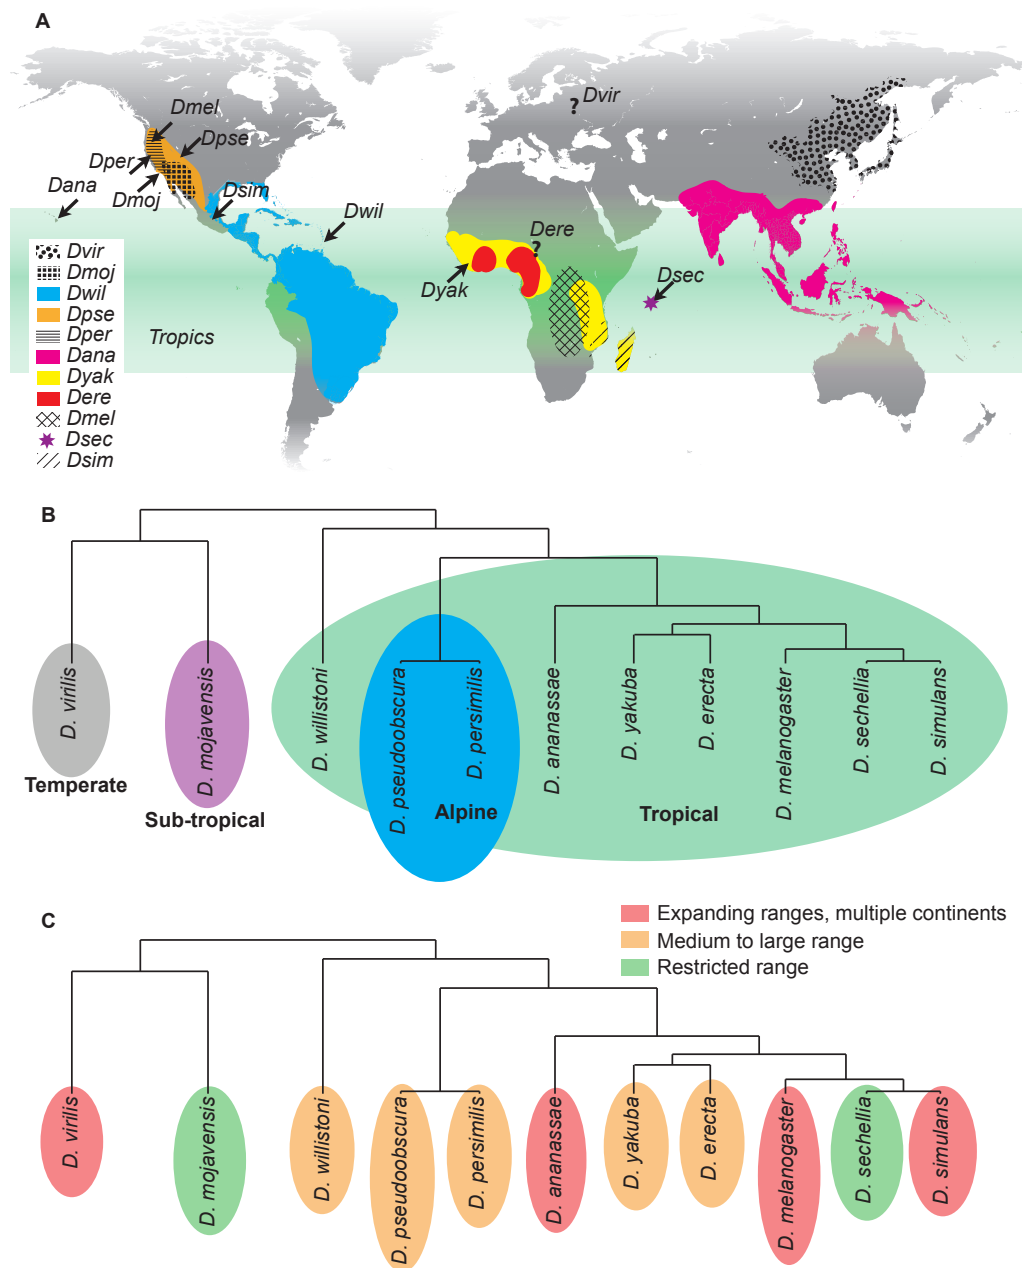 A
Dmel
Dpse
Dper
Dana
Dmoj
Dsim
Dwil
?
Dvir
Dere
?
Dyak
Dsec
Tropics
Dvir
Dmoj
Dwil
Dpse
Dper
Dana
Dyak
Dere
Dmel
Dsec
Dsim
B
D. virilis
D. mojavensis
D. willistoni
D. pseudoobscura
D. persimilis
D. ananassae
D. yakuba
D. erecta
D. melanogaster
D. sechellia
D. simulans
Temperate
Sub-tropical
Alpine
Tropical
C
Expanding ranges, multiple continents
Medium to large range
Restricted range
D. virilis
D. mojavensis
D. willistoni
D. pseudoobscura
D. persimilis
D. ananassae
D. yakuba
D. erecta
D. melanogaster
D. sechellia
D. simulans